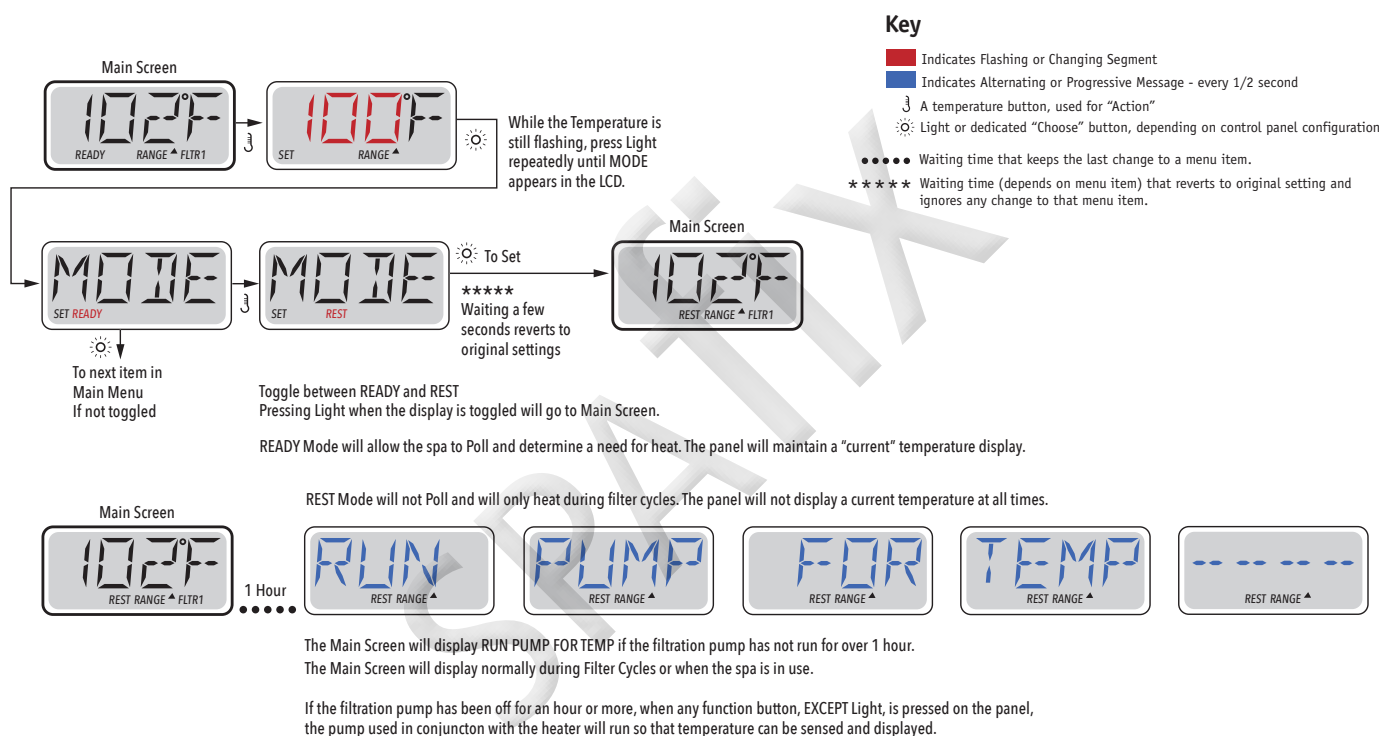 Key
Indicates Flashing or Changing Segment
Indicates Alternating or Progressive Message - every 1/2 second
A temperature button, used for “Action”
Light or dedicated “Choose” button, depending on control panel configuration
••••• Waiting time that keeps the last change to a menu item.
***** Waiting time (depends on menu item) that reverts to original setting and
ignores any change to that menu item.
Main Screen
102°F
READY RANGE ▲ FLTR1
100°F
SET RANGE ▲
While the Temperature is
still flashing, press Light
repeatedly until MODE
appears in the LCD.
MODE
SET READY
MODE
SET REST
To Set
*****
Waiting a few
seconds reverts to
original settings
Main Screen
102°F
REST RANGE ▲ FLTR1
To next item in
Main Menu
If not toggled
Toggle between READY and REST
Pressing Light when the display is toggled will go to Main Screen.
READY Mode will allow the spa to Poll and determine a need for heat. The panel will maintain a “current” temperature display.
REST Mode will not Poll and will only heat during filter cycles. The panel will not display a current temperature at all times.
Main Screen
102°F
REST RANGE ▲ FLTR1
1 Hour
•••••
RUN
REST RANGE ▲
PUMP
REST RANGE ▲
FOR
REST RANGE ▲
TEMP
REST RANGE ▲
-- -- -- --
REST RANGE ▲
The Main Screen will display RUN PUMP FOR TEMP if the filtration pump has not run for over 1 hour.
The Main Screen will display normally during Filter Cycles or when the spa is in use.
If the filtration pump has been off for an hour or more, when any function button, EXCEPT Light, is pressed on the panel,
the pump used in conjuncton with the heater will run so that temperature can be sensed and displayed.
SPAfix